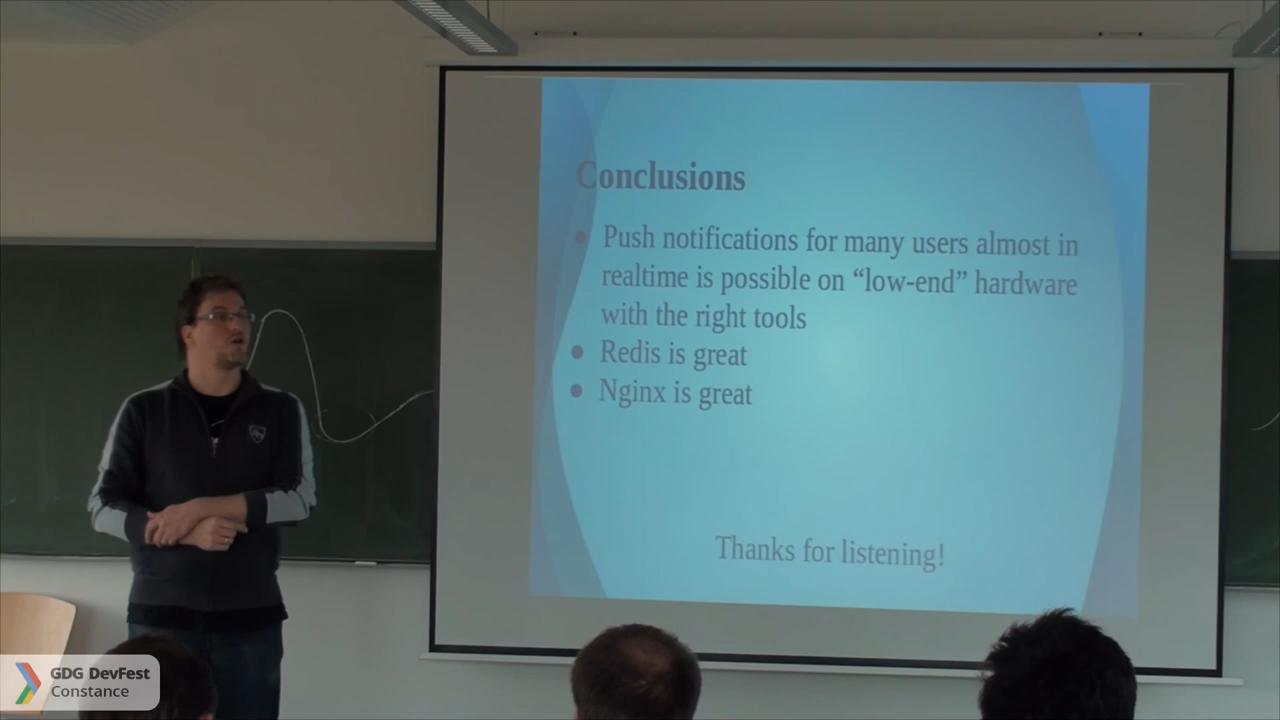 Conclusions
• Push notifications for many users almost in
realtime is possible on “low-end” hardware
with the right tools
• Redis is great
• Nginx is great
Thanks for listening!
GDG DevFest
Constance